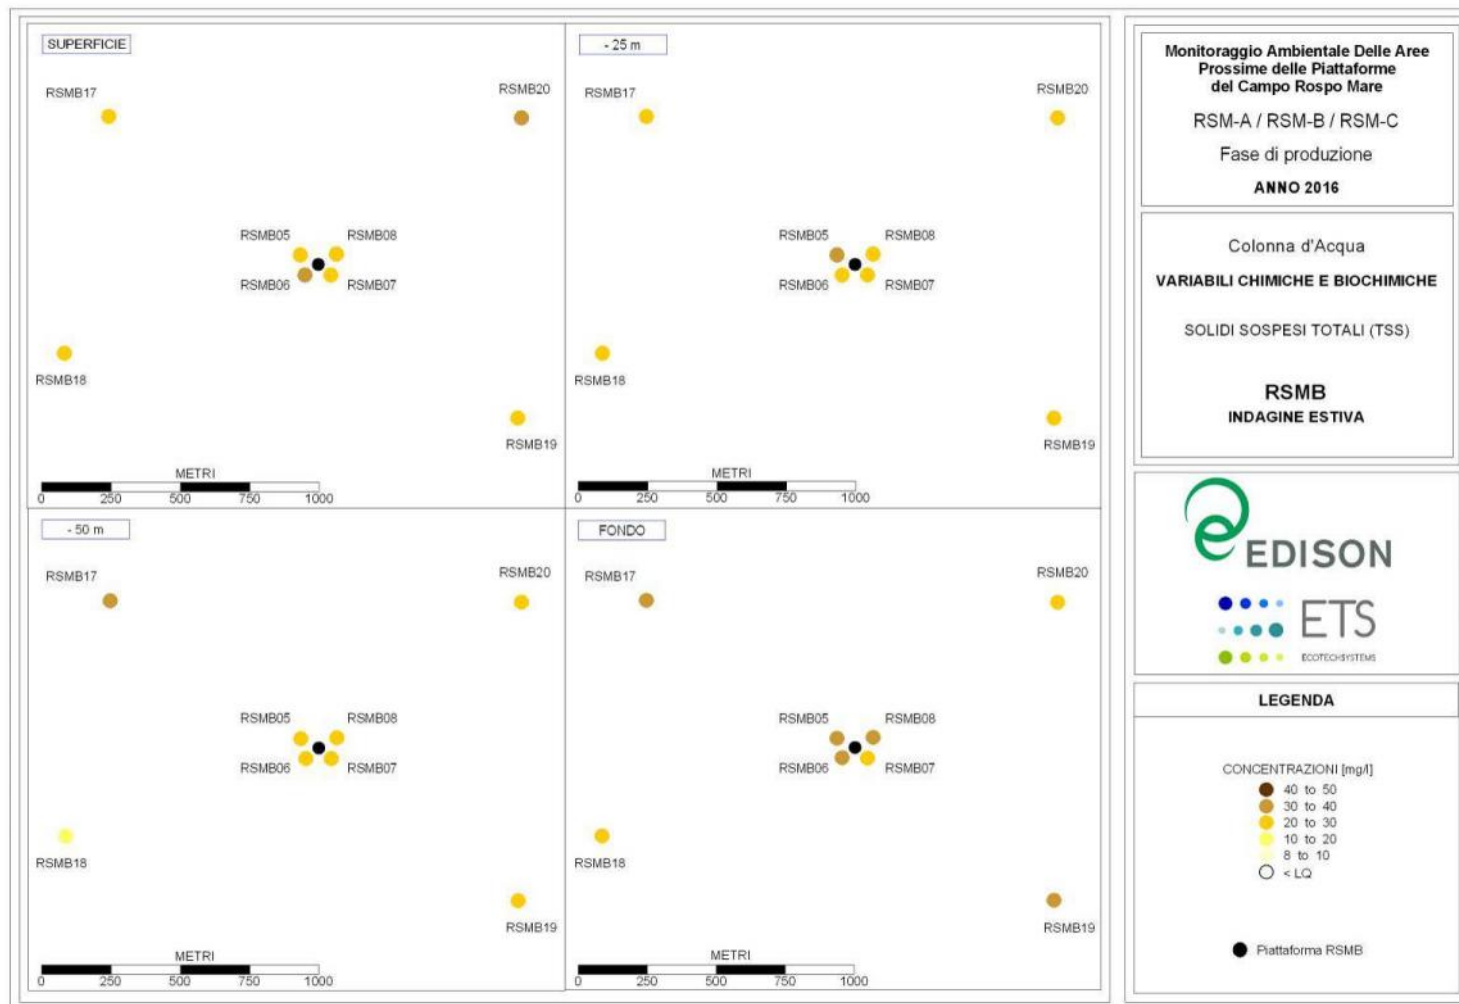 SUPERFICIE
RSMB17
RSMB20
RSMB05
RSMB08
RSMB06
RSMB07
RSMB18
RSMB19
METRI
0 250 500 750 1000
- 25 m
RSMB17
RSMB20
RSMB05
RSMB08
RSMB06
RSMB07
RSMB18
RSMB19
METRI
0 250 500 750 1000
- 50 m
RSMB17
RSMB20
RSMB05
RSMB08
RSMB06
RSMB07
RSMB18
RSMB19
METRI
0 250 500 750 1000
FONDO
RSMB17
RSMB20
RSMB05
RSMB08
RSMB06
RSMB07
RSMB18
RSMB19
METRI
0 250 500 750 1000
Monitoraggio Ambientale Delle Aree
Prossime delle Piattaforme
del Campo Rospo Mare
RSM-A / RSM-B / RSM-C
Fase di produzione
ANNO 2016
Colonna d'Acqua
VARIABILI CHIMICHE E BIOCHIMICHE
SOLIDI SOSPESI TOTALI (TSS)
RSMB
INDAGINE ESTIVA
EDISON
ETS
ECOTECHSYSTEMS
LEGENDA
CONCENTRAZIONI [mg/l]
40 to 50
30 to 40
20 to 30
10 to 20
8 to 10
< LQ
Piattaforma RSMB